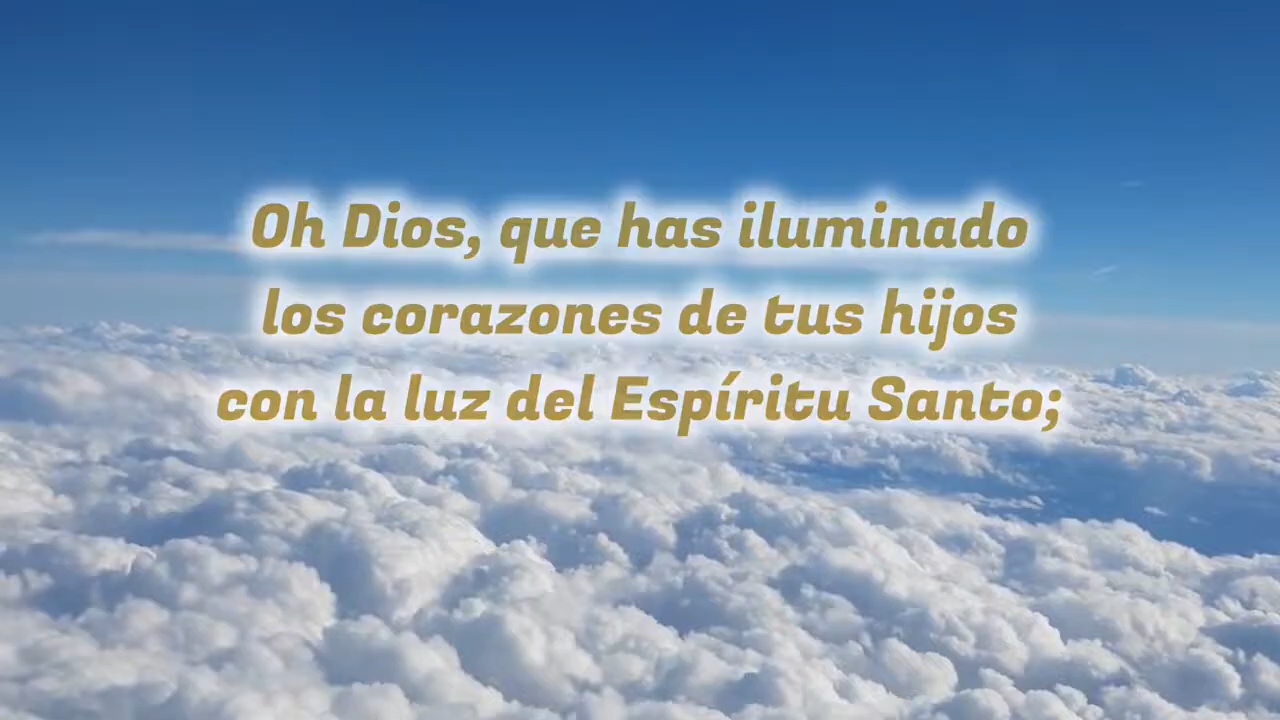 Oh Dios, que has iluminado
los corazones de tus hijos
con la luz del Espíritu Santo;